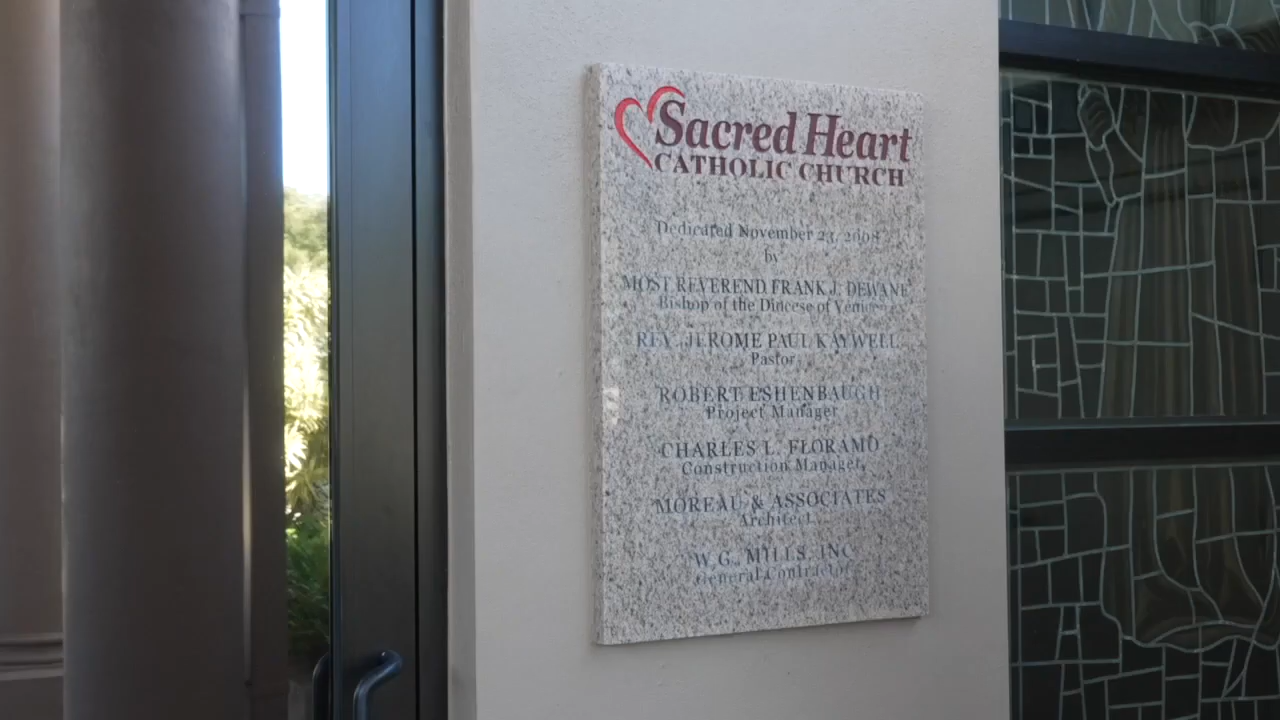 Sacred Heart
CATHOLIC CHURCH
Dedicated November 23, 2008
by
MOST REVEREND FRANK J. DEWANE
Bishop of the Diocese of Venice
REV. JEROME PAUL KAYWELL
Pastor
ROBERT ESHENBAUGH
Project Manager
CHARLES L. FLORAMO
Construction Manager
MOREAU & ASSOCIATES
Architect
W.G. MILLS, INC
General Contractor